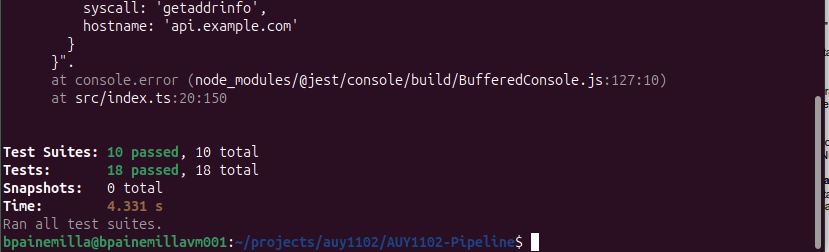 syscall: 'getaddrinfo',
hostname: 'api.example.com'
}
}".
at console.error (node_modules/@jest/console/build/BufferedConsole.js:127:10)
at src/index.ts:20:150
Test Suites: 10 passed, 10 total
Tests: 18 passed, 18 total
Snapshots: 0 total
Time: 4.331 s
Ran all test suites.
bpainemilla@bpainemillavm001:~/projects/auy1102/AUY1102-Pipeline$